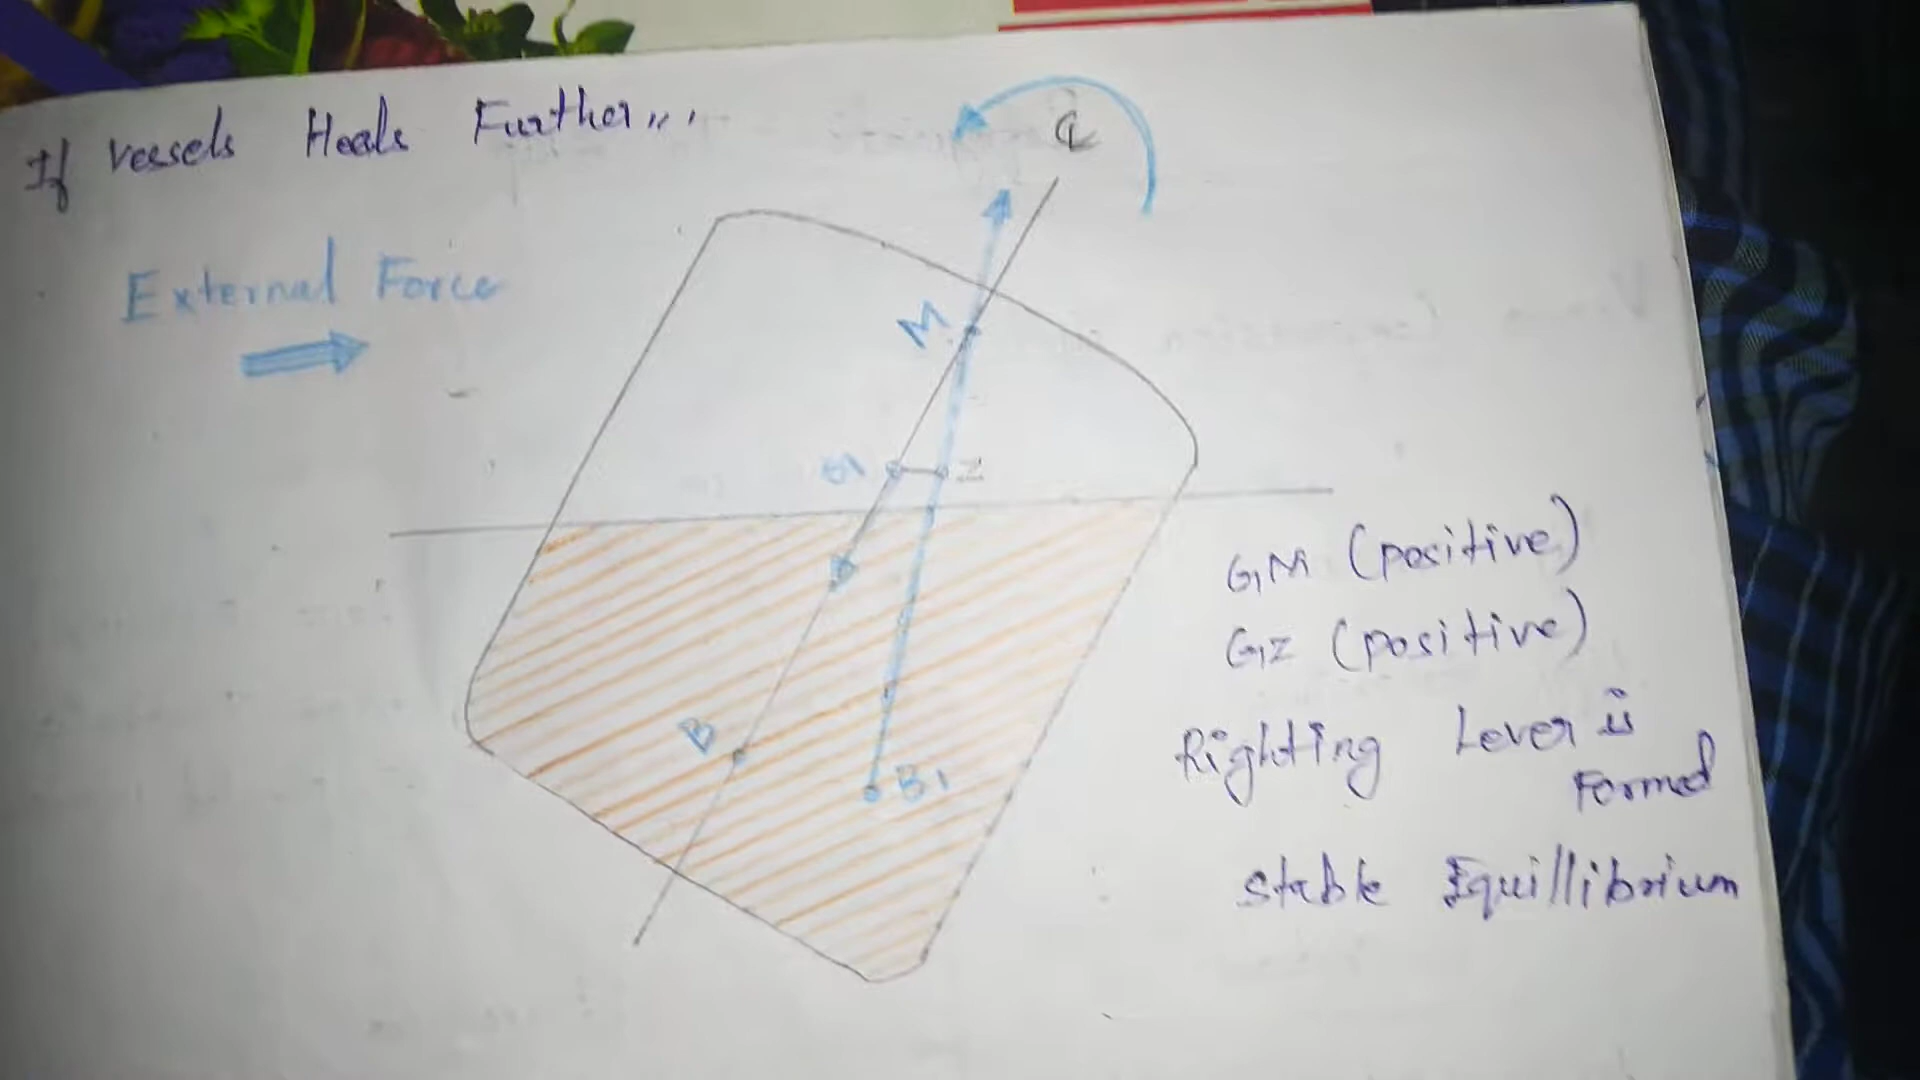 If vessels Heels Further,,,
External Force
℄
M
G
Z
B
B1
GM (positive)
GZ (positive)
Righting Lever is
Formed
stable Equillibrium